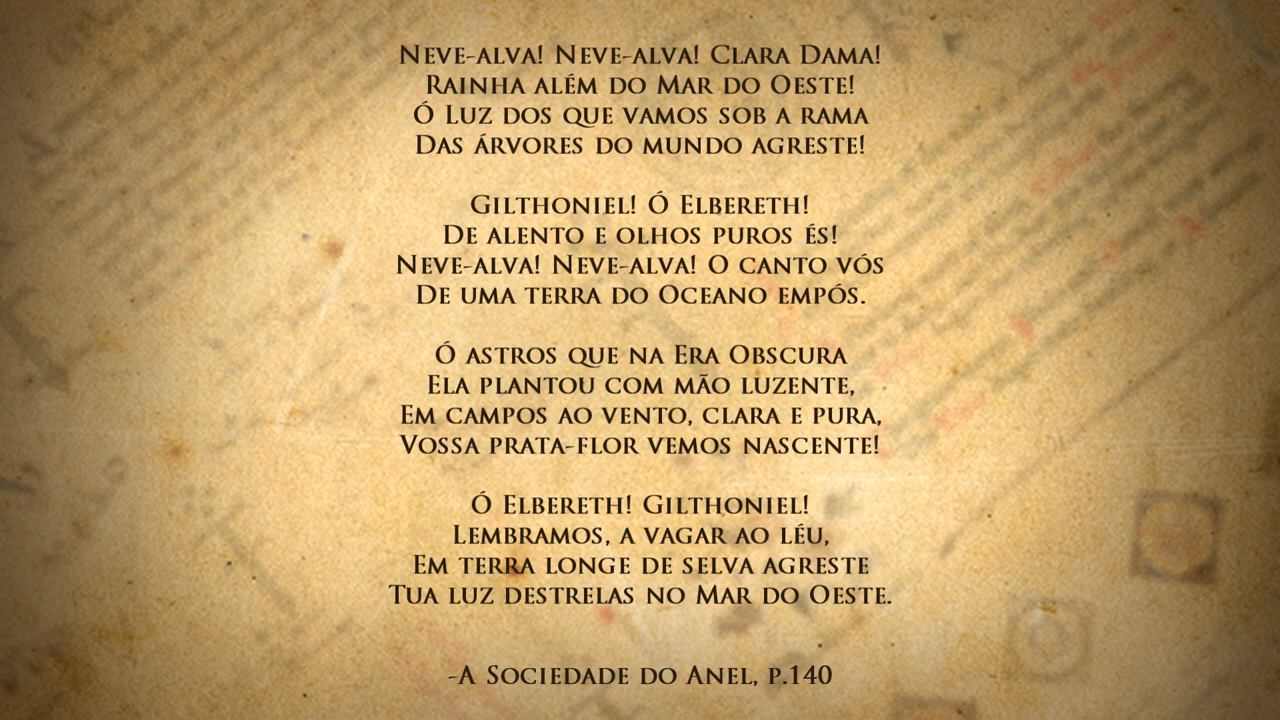 Neve-alva! Neve-alva! Clara Dama!
Rainha além do Mar do Oeste!
Ó Luz dos que vamos sob a rama
Das árvores do mundo agreste!
Gilthoniel! Ó Elbereth!
De alento e olhos puros és!
Neve-alva! Neve-alva! O canto vós
De uma terra do Oceano empós.
Ó astros que na Era Obscura
Ela plantou com mão luzente,
Em campos ao vento, clara e pura,
Vossa prata-flor vemos nascente!
Ó Elbereth! Gilthoniel!
Lembramos, a vagar ao léu,
Em terra longe de selva agreste
Tua luz destrelas no Mar do Oeste.
-A Sociedade do Anel, p.140